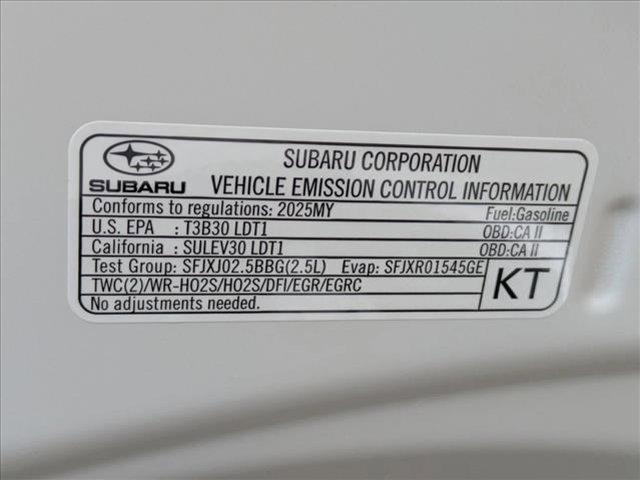 SUBARU
SUBARU CORPORATION
VEHICLE EMISSION CONTROL INFORMATION
Conforms to regulations: 2025MY Fuel:Gasoline
U.S. EPA : T3B30 LDT1 OBD:CA II
California : SULEV30 LDT1 OBD:CA II
Test Group: SFJXJ02.5BBG(2.5L) Evap: SFJXR01545GE
TWC(2)/WR-HO2S/HO2S/DFI/EGR/EGRC
No adjustments needed.
KT